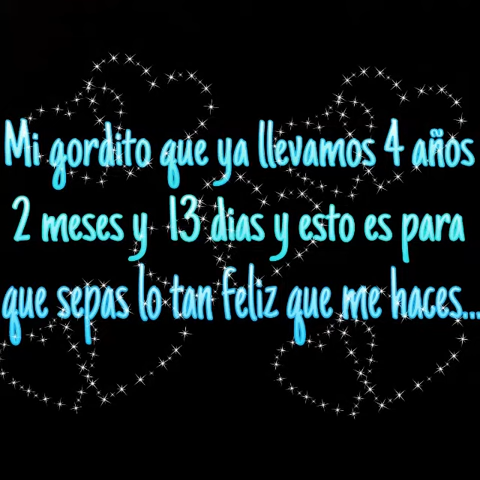 Mi gordito que ya llevamos 4 años
2 meses y 13 dias y esto es para
que sepas lo tan feliz que me haces...